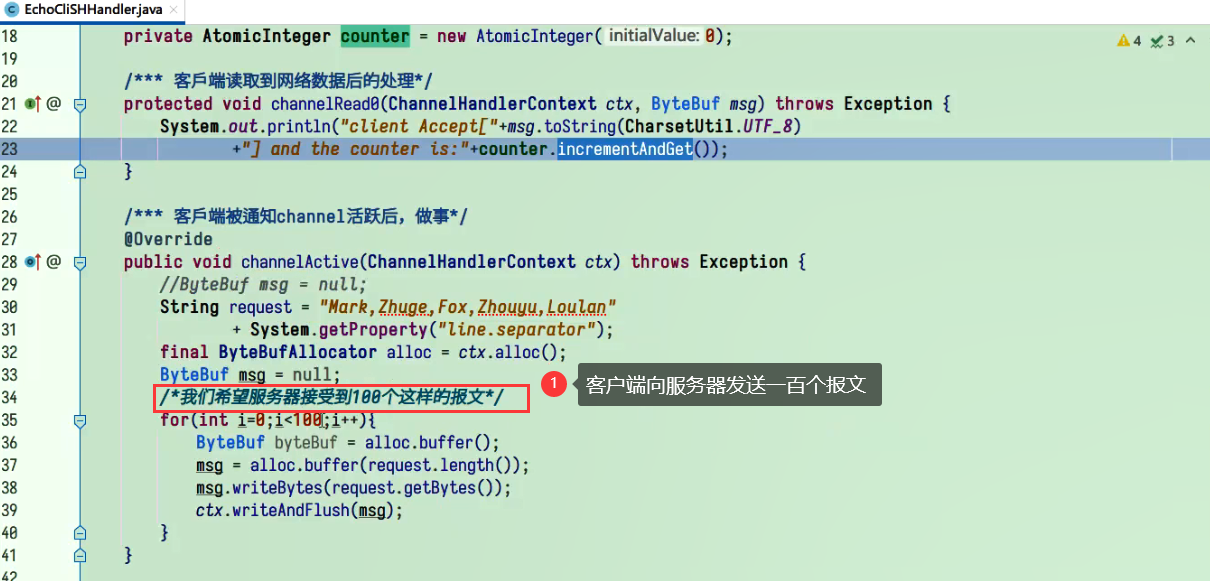 EchoCliSHHandler.java
18 private AtomicInteger counter = new AtomicInteger( initialValue: 0);
4 3
19
20 /*** 客戶端读取到网络数据后的处理*/
21 @ protected void channelRead0(ChannelHandlerContext ctx, ByteBuf msg) throws Exception {
22 System.out.println("client Accept["+msg.toString(CharsetUtil.UTF_8)
23 +"] and the counter is:"+counter.incrementAndGet());
24 }
25
26 /*** 客戶端被通知channel活跃后，做事*/
27 @Override
28 @ public void channelActive(ChannelHandlerContext ctx) throws Exception {
29 //ByteBuf msg = null;
30 String request = "Mark,Zhuge,Fox,Zhouyu,Loulan"
31 + System.getProperty("line.separator");
32 final ByteBufAllocator alloc = ctx.alloc();
33 ByteBuf msg = null;
34 /*我们希望服务器接受到100个这样的报文*/
1 客户端向服务器发送一百个报文
35 for(int i=0;i<100;i++){
36 ByteBuf byteBuf = alloc.buffer();
37 msg = alloc.buffer(request.length());
38 msg.writeBytes(request.getBytes());
39 ctx.writeAndFlush(msg);
40 }
41 }
42